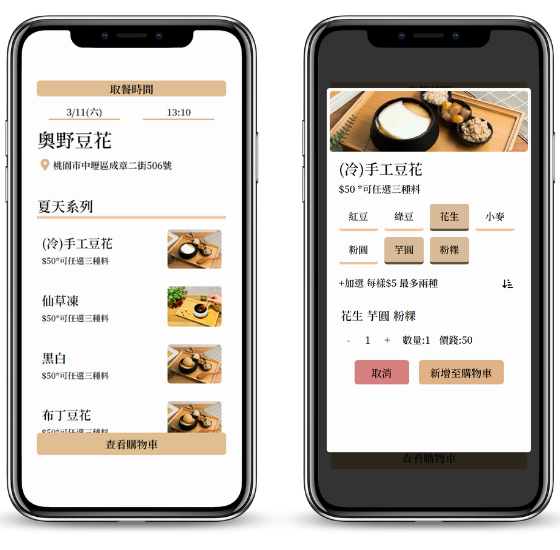 取餐時間
3/11(六) 13:10
奧野豆花
桃園市中壢區成章二街506號
夏天系列
(冷)手工豆花
$50*可任選三種料
仙草凍
$50*可任選三種料
黑白
$50*可任選三種料
布丁豆花
$50*可任選三種料
查看購物車
(冷)手工豆花
$50 *可任選三種料
紅豆 綠豆 花生 小麥
粉圓 芋圓 粉粿
+加選 每樣$5 最多兩種
花生 芋圓 粉粿
- 1 + 數量:1 價錢:50
取消 新增至購物車
查看購物車